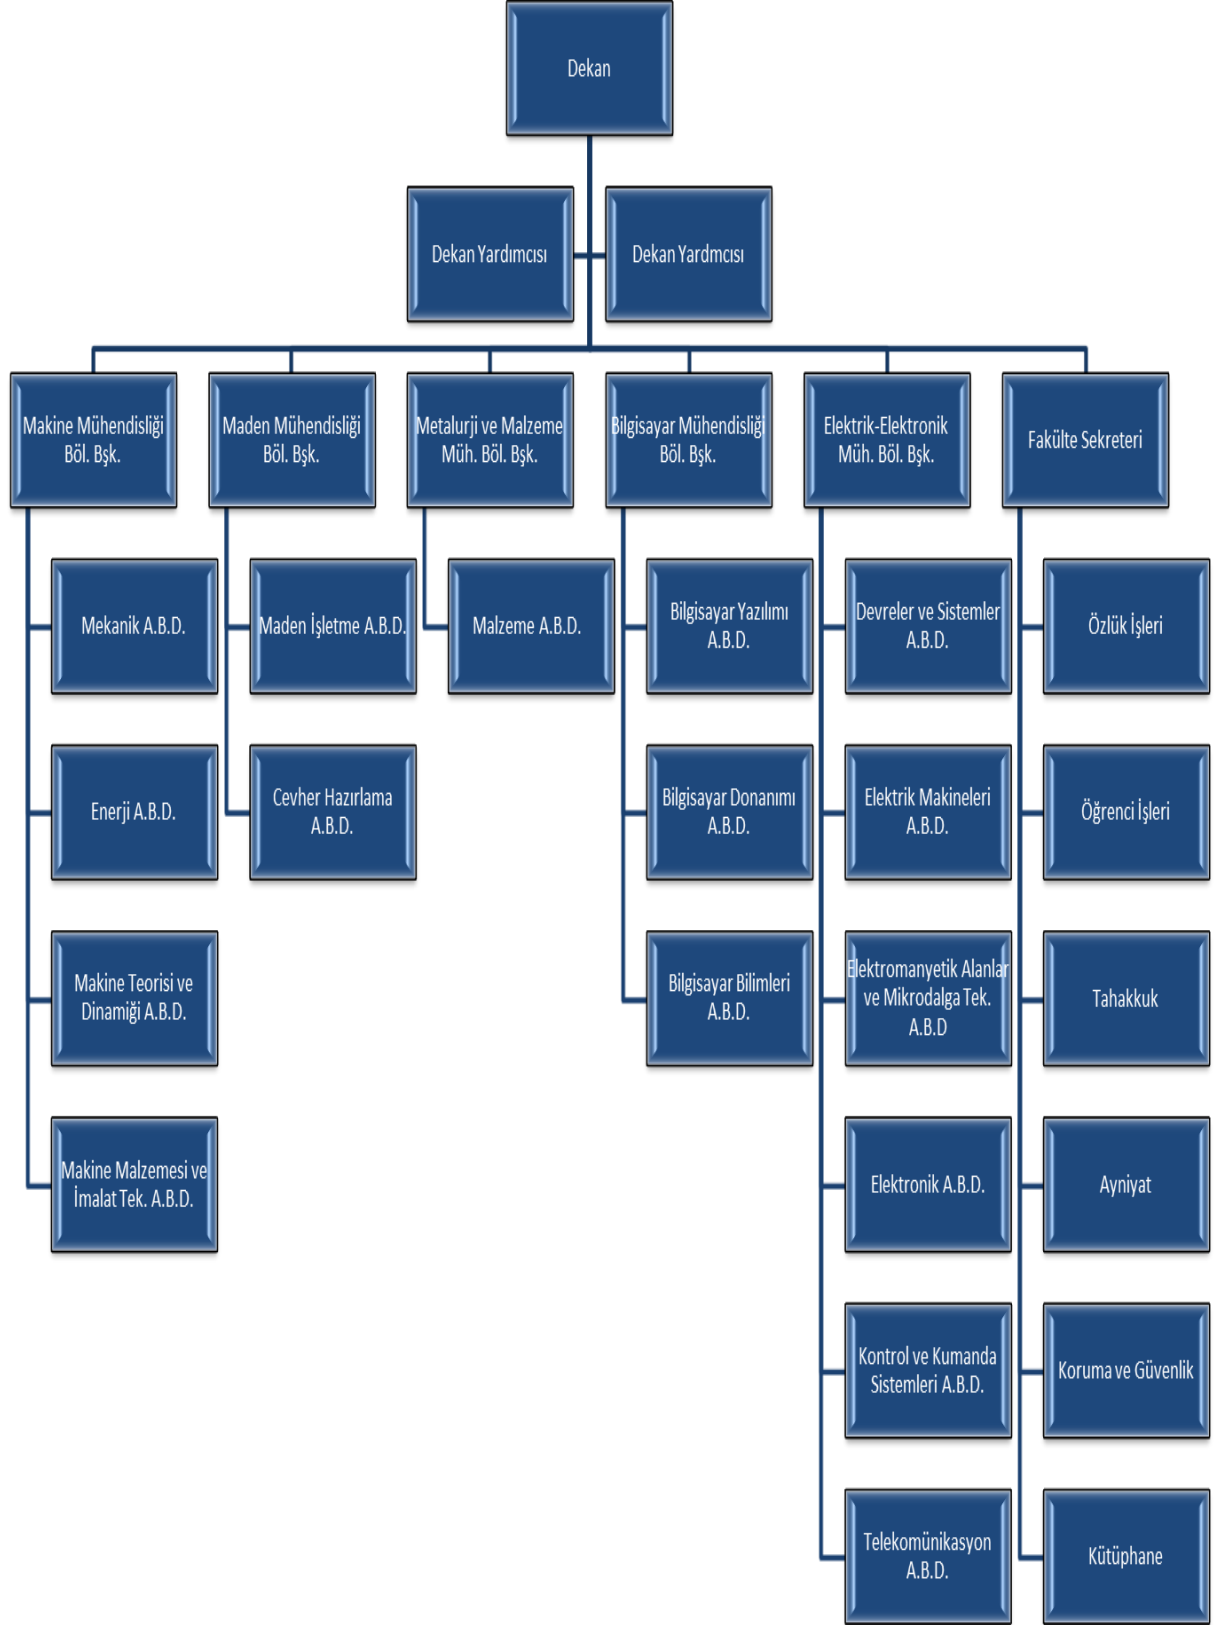 Dekan
Dekan Yardımcısı
Dekan Yardmcısı
Makine Mühendisliği
Böl. Bşk.
Maden Mühendisliği
Böl. Bşk.
Metalurji ve Malzeme
Müh. Böl. Bşk.
Bilgisayar Mühendisliği
Böl. Bşk.
Elektrik-Elektronik
Müh. Böl. Bşk.
Fakülte Sekreteri
Mekanik A.B.D.
Enerji A.B.D.
Makine Teorisi ve
Dinamiği A.B.D.
Makine Malzemesi ve
İmalat Tek. A.B.D.
Maden İşletme A.B.D.
Cevher Hazırlama
A.B.D.
Malzeme A.B.D.
Bilgisayar Yazılımı
A.B.D.
Bilgisayar Donanımı
A.B.D.
Bilgisayar Bilimleri
A.B.D.
Devreler ve Sistemler
A.B.D.
Elektrik Makineleri
A.B.D.
Elektromanyetik Alanlar
ve Mikrodalga Tek.
A.B.D
Elektronik A.B.D.
Kontrol ve Kumanda
Sistemleri A.B.D.
Telekomünikasyon
A.B.D.
Özlük İşleri
Öğrenci İşleri
Tahakkuk
Ayniyat
Koruma ve Güvenlik
Kütüphane